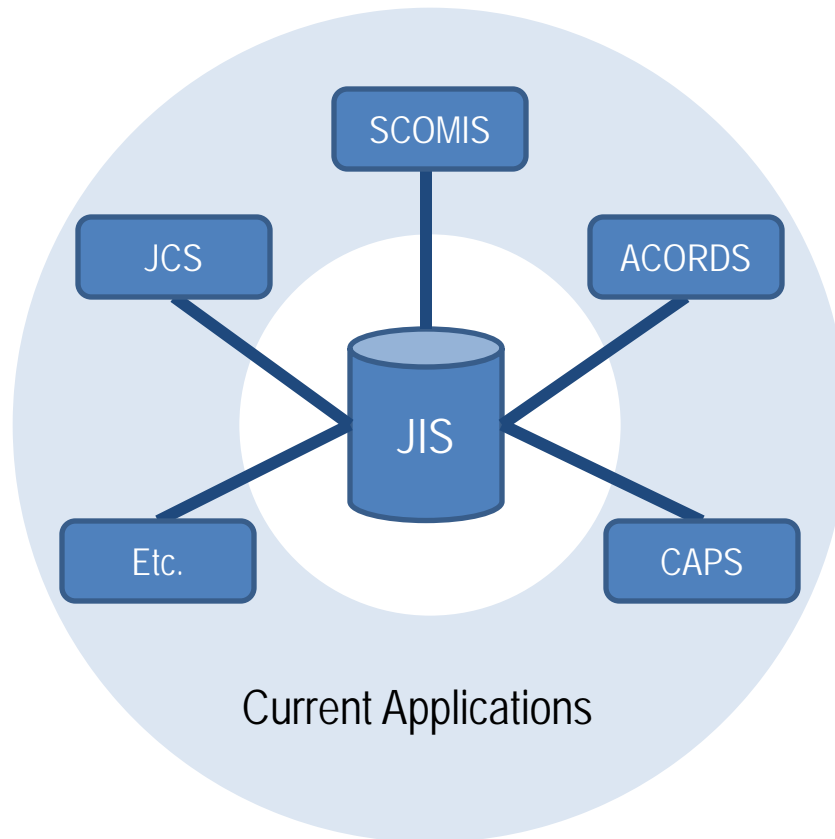 SCOMIS
JCS
ACORDS
JIS
Etc.
CAPS
Current Applications